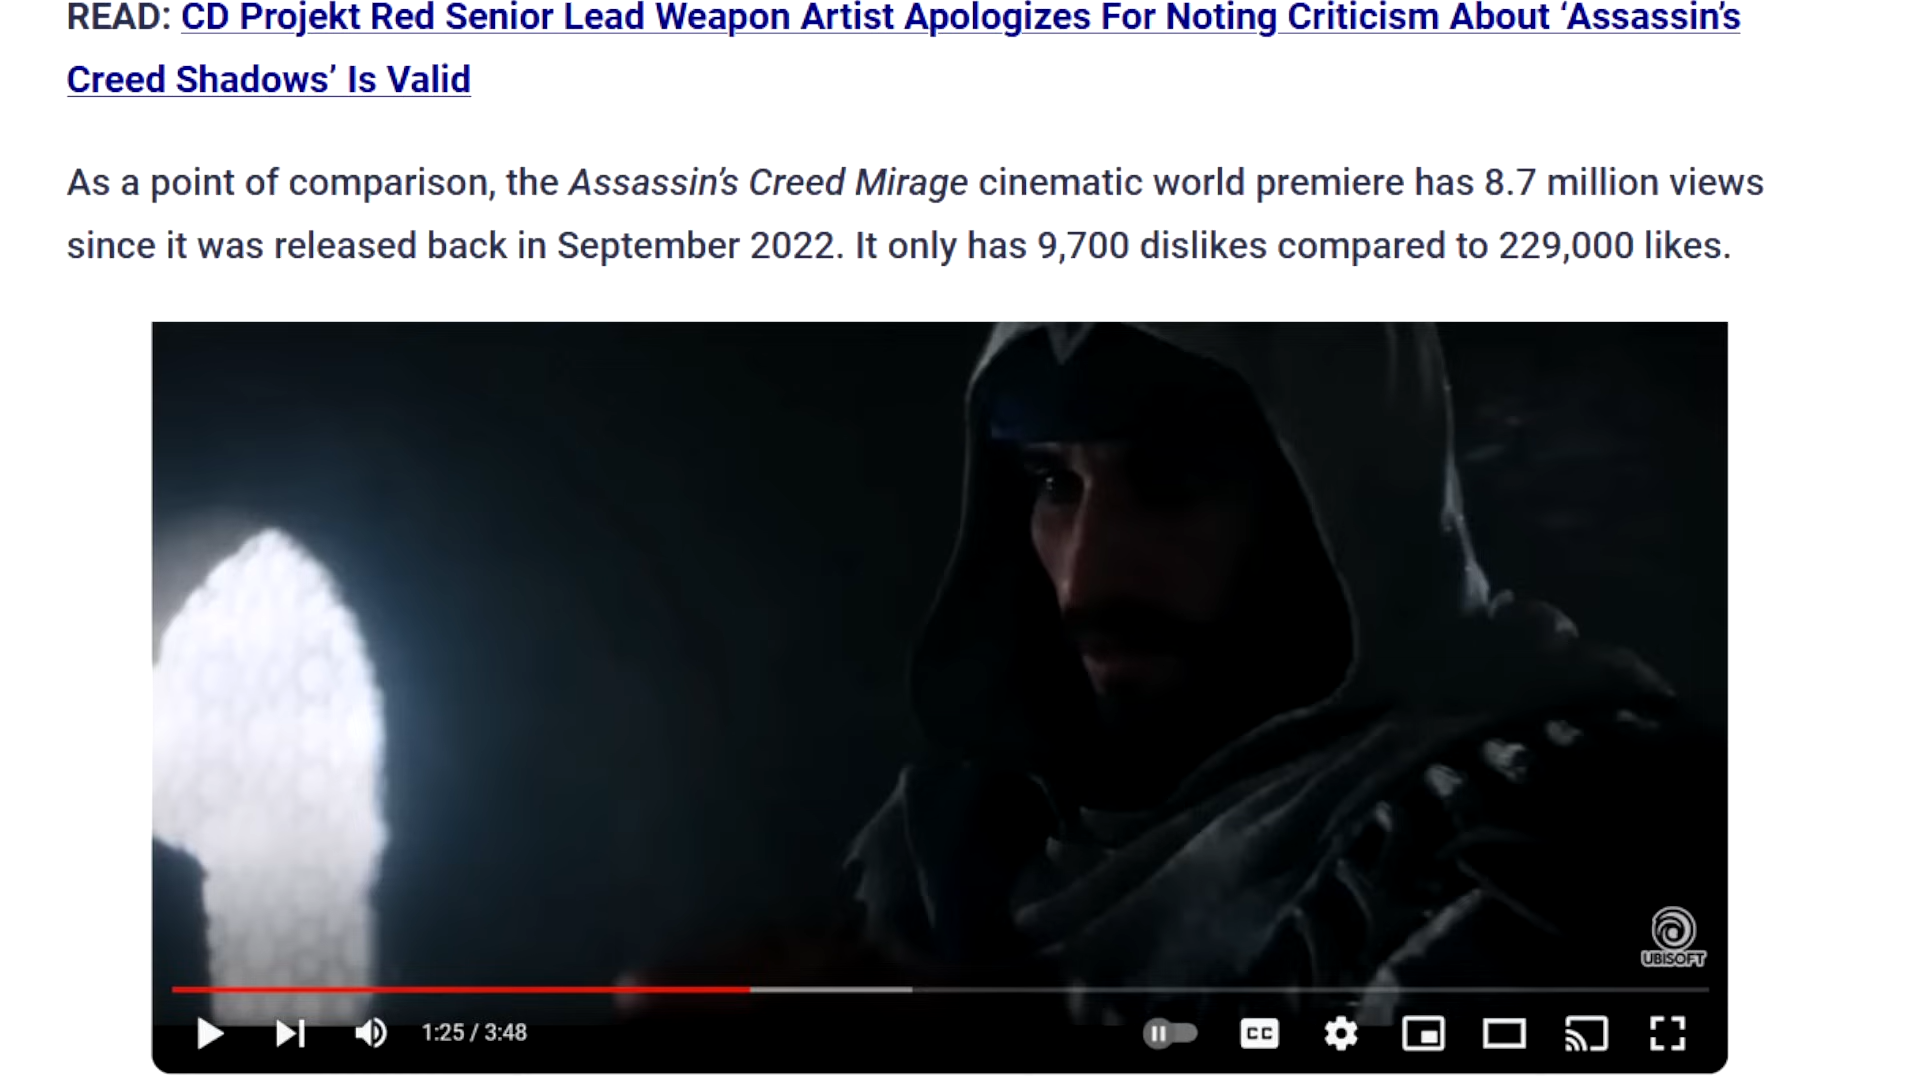 READ: CD Projekt Red Senior Lead Weapon Artist Apologizes For Noting Criticism About ‘Assassin’s
Creed Shadows’ Is Valid
As a point of comparison, the Assassin’s Creed Mirage cinematic world premiere has 8.7 million views
since it was released back in September 2022. It only has 9,700 dislikes compared to 229,000 likes.
UBISOFT
1:25 / 3:48
CC